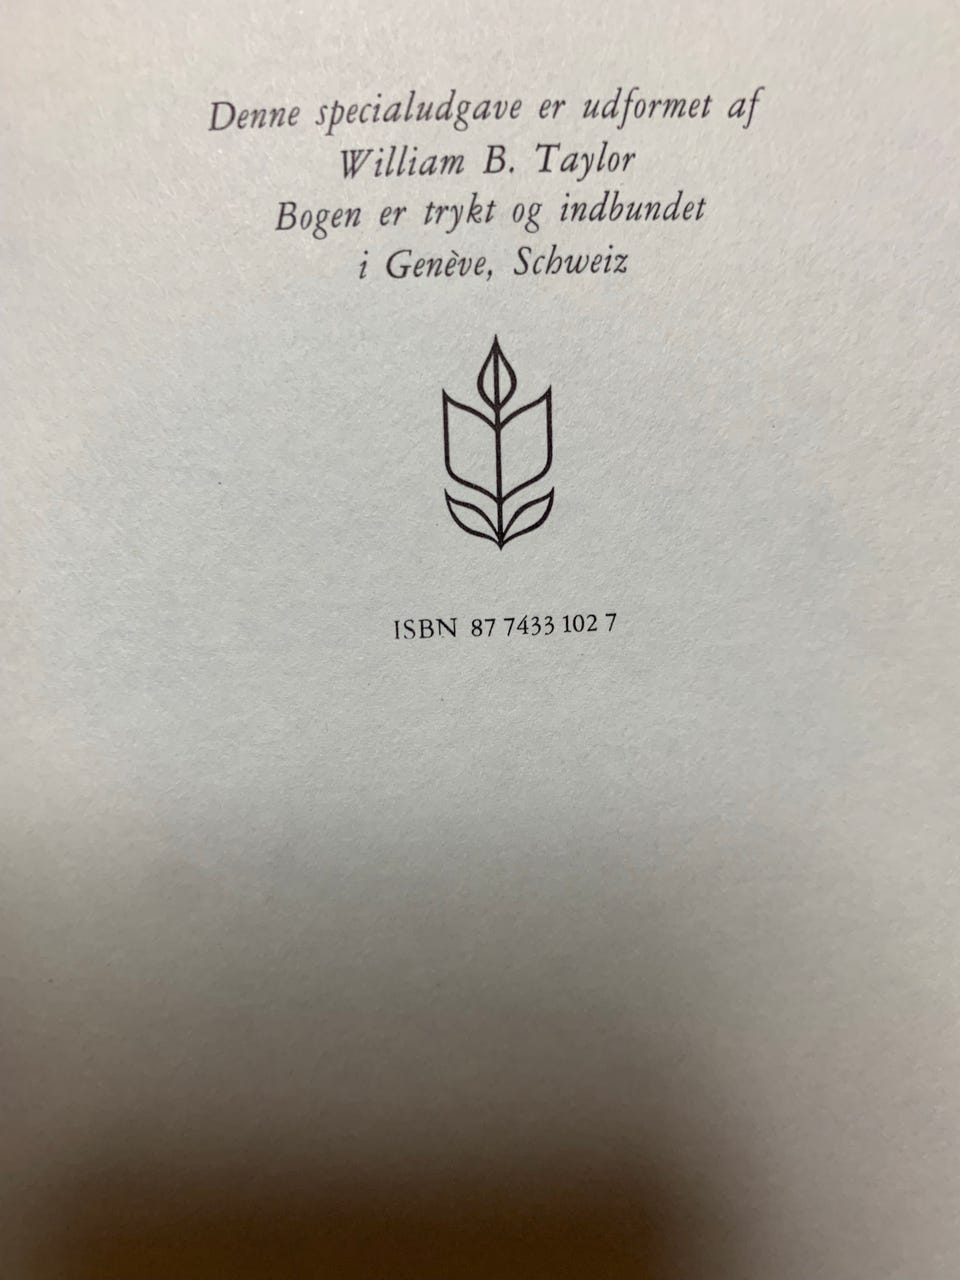 Denne specialudgave er udformet af
William B. Taylor
Bogen er trykt og indbundet
i Genève, Schweiz
ISBN 87 7433 102 7